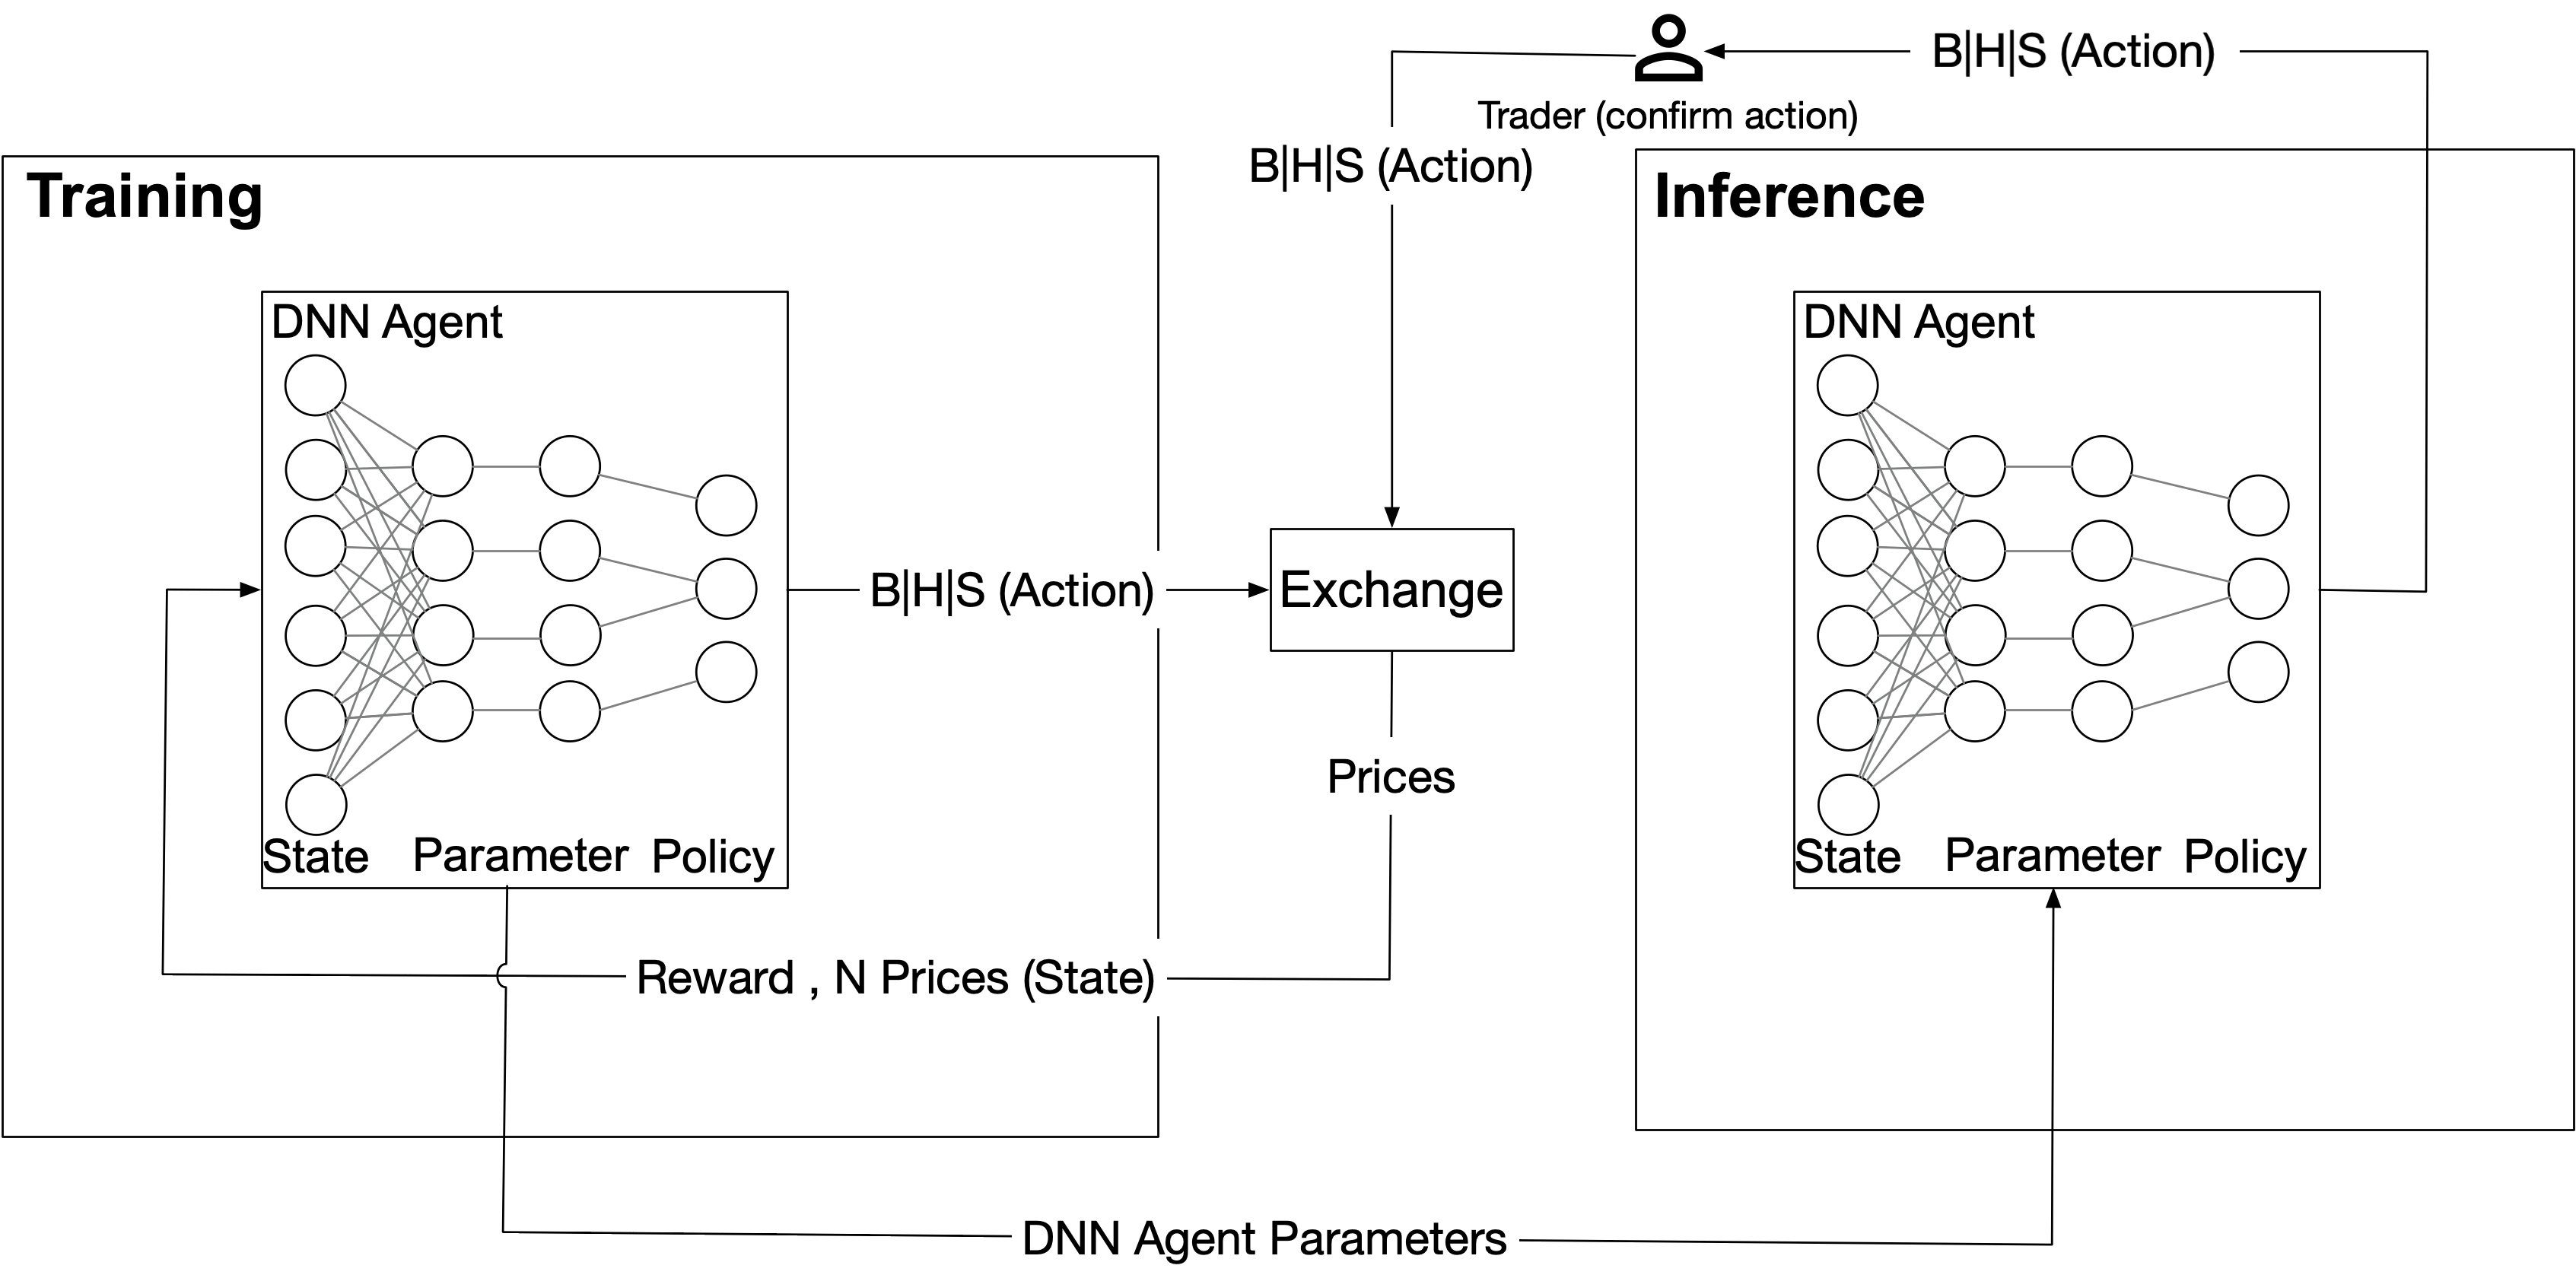 B|H|S (Action)
Trader (confirm action)
B|H|S (Action)
Training
Inference
DNN Agent
DNN Agent
B|H|S (Action)
Exchange
Prices
State Parameter Policy
State Parameter Policy
Reward , N Prices (State)
DNN Agent Parameters